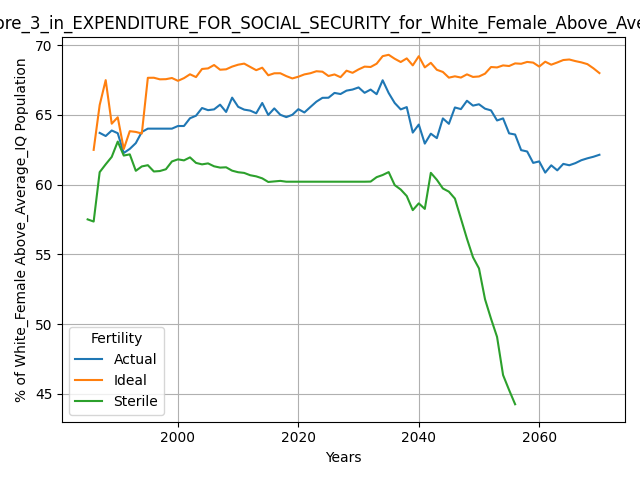 ore_3_in_EXPENDITURE_FOR_SOCIAL_SECURITY_for_White_Female_Above_Ave
% of White_Female Above_Average_IQ Population
70
65
60
55
50
45
Fertility
Actual
Ideal
Sterile
2000
2020
2040
2060
Years